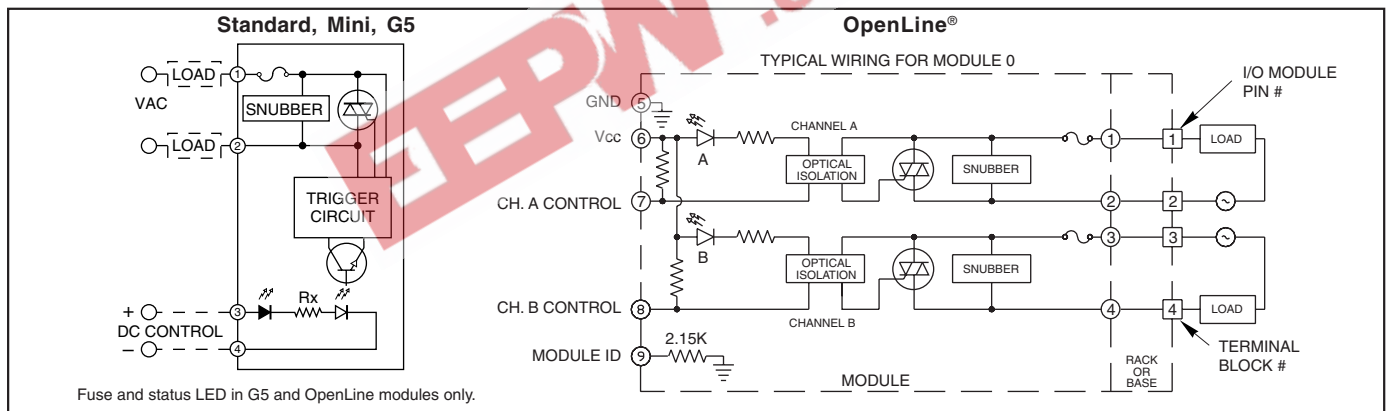 Standard, Mini, G5
LOAD
1
VAC
SNUBBER
LOAD
2
TRIGGER
CIRCUIT
Rx
+
3
DC CONTROL
–
4
Fuse and status LED in G5 and OpenLine modules only.
EEPW.
OpenLine®
TYPICAL WIRING FOR MODULE 0
I/O MODULE
PIN #
GND
5
Vcc
6
A
CHANNEL A
OPTICAL
ISOLATION
SNUBBER
1
1
LOAD
CH. A CONTROL
7
2
2
B
OPTICAL
ISOLATION
SNUBBER
3
3
CH. B CONTROL
8
CHANNEL B
4
4
LOAD
MODULE ID
9
2.15K
MODULE
RACK
OR
BASE
TERMINAL
BLOCK #